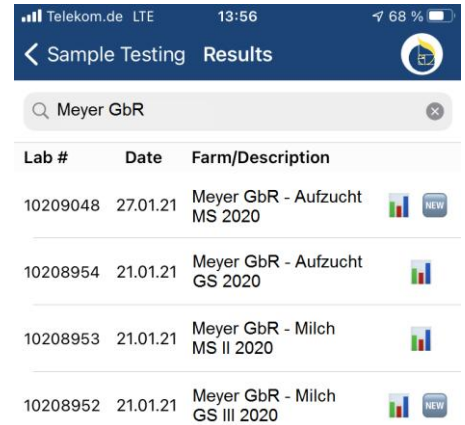 Telekom.de LTE 13:56 68 %
Sample Testing Results
Meyer GbR
Lab # Date Farm/Description
10209048 27.01.21 Meyer GbR - Aufzucht
MS 2020 NEW
10208954 21.01.21 Meyer GbR - Aufzucht
GS 2020
10208953 21.01.21 Meyer GbR - Milch
MS II 2020
10208952 21.01.21 Meyer GbR - Milch
GS III 2020 NEW